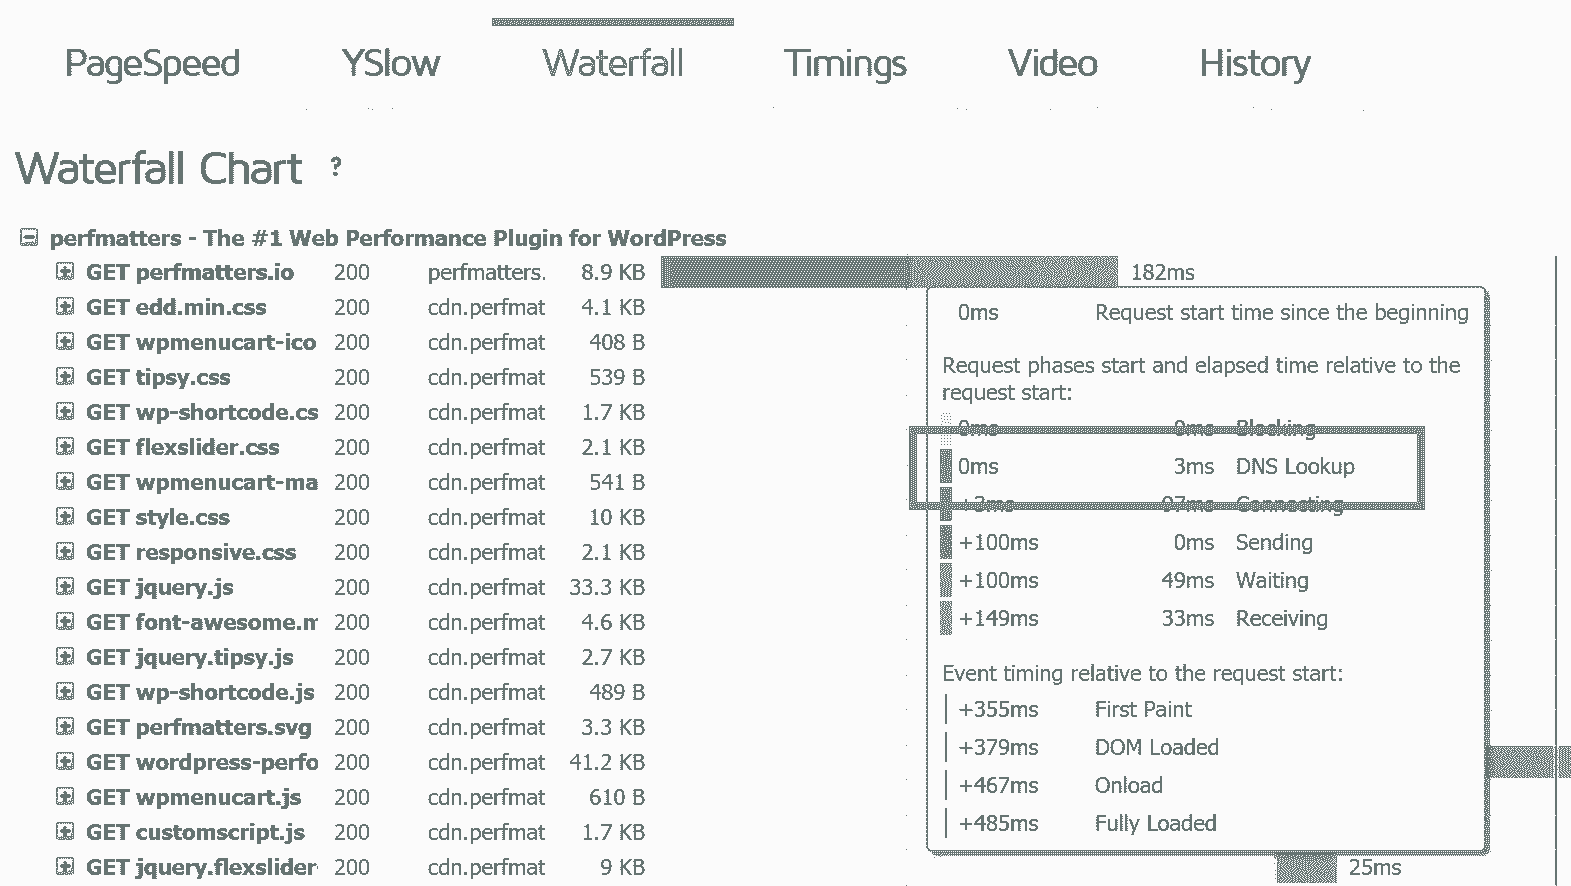 PageSpeed YSlow Waterfall Timings Video History
Waterfall Chart ?
perfmatters - The #1 Web Performance Plugin for WordPress
GET perfmatters.io 200 perfmatters. 8.9 KB 182ms
GET edd.min.css 200 cdn.perfmat 4.1 KB
GET wpmenucart-ico 200 cdn.perfmat 408 B
GET tipsy.css 200 cdn.perfmat 539 B
GET wp-shortcode.cs 200 cdn.perfmat 1.7 KB
GET flexslider.css 200 cdn.perfmat 2.1 KB
GET wpmenucart-ma 200 cdn.perfmat 541 B
GET style.css 200 cdn.perfmat 10 KB
GET responsive.css 200 cdn.perfmat 2.1 KB
GET jquery.js 200 cdn.perfmat 33.3 KB
GET font-awesome.m 200 cdn.perfmat 4.6 KB
GET jquery.tipsy.js 200 cdn.perfmat 2.7 KB
GET wp-shortcode.js 200 cdn.perfmat 489 B
GET perfmatters.svg 200 cdn.perfmat 3.3 KB
GET wordpress-perfo 200 cdn.perfmat 41.2 KB
GET wpmenucart.js 200 cdn.perfmat 610 B
GET customscript.js 200 cdn.perfmat 1.7 KB
GET jquery.flexslider 200 cdn.perfmat 9 KB 25ms
0ms Request start time since the beginning
Request phases start and elapsed time relative to the
request start:
0ms 0ms Blocking
0ms 3ms DNS Lookup
+3ms 97ms Connecting
+100ms 0ms Sending
+100ms 49ms Waiting
+149ms 33ms Receiving
Event timing relative to the request start:
+355ms First Paint
+379ms DOM Loaded
+467ms Onload
+485ms Fully Loaded